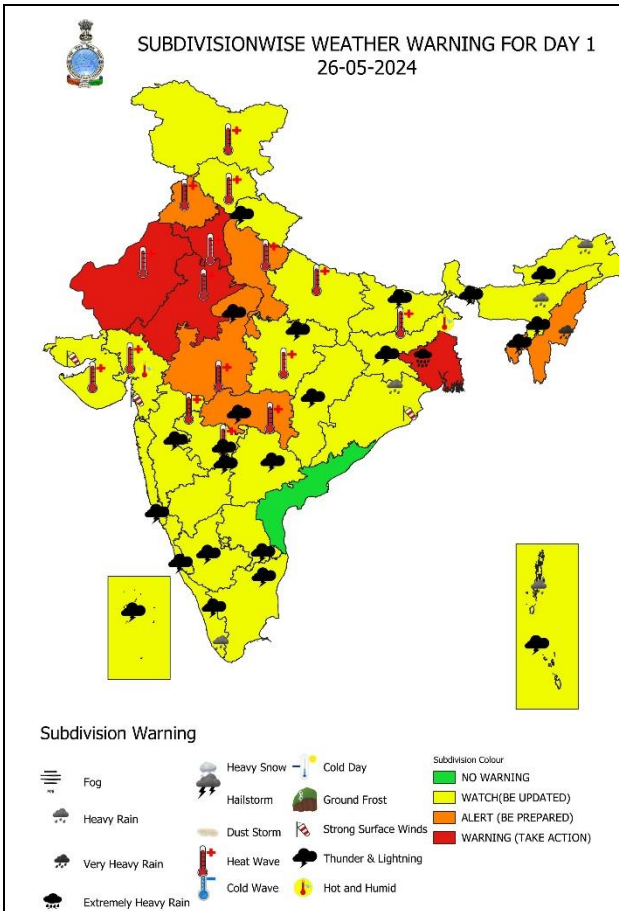 SUBDIVISIONWISE WEATHER WARNING FOR DAY 1
26-05-2024
Subdivision Warning
Fog
Heavy Rain
Very Heavy Rain
Extremely Heavy Rain
Heavy Snow
Hailstorm
Dust Storm
Heat Wave
Cold Wave
Cold Day
Ground Frost
Strong Surface Winds
Thunder & Lightning
Hot and Humid
Subdivision Colour
NO WARNING
WATCH(BE UPDATED)
ALERT (BE PREPARED)
WARNING (TAKE ACTION)